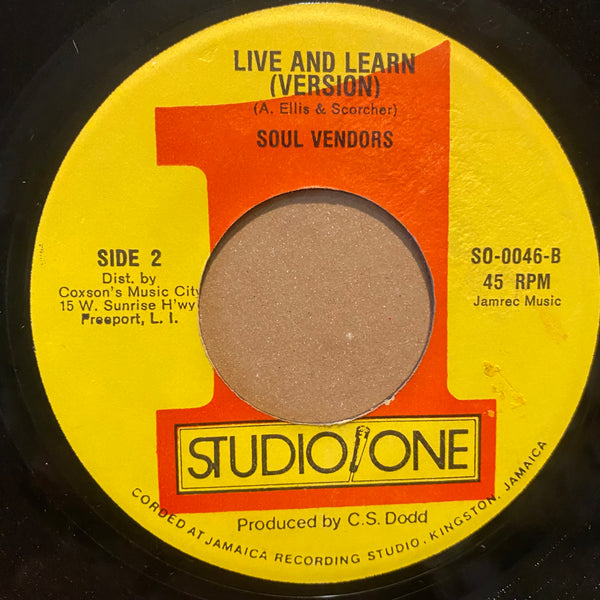 LIVE AND LEARN
(VERSION)
(A. Ellis & Scorcher)
SOUL VENDORS
SIDE 2
Dist. by
Coxson's Music City
15 W. Sunrise H'wy
Freeport, L. I.
SO-0046-B
45 RPM
Jamrec Music
STUDIO ONE
Produced by C.S. Dodd
CORDED AT JAMAICA RECORDING STUDIO, KINGSTON, JAMAICA